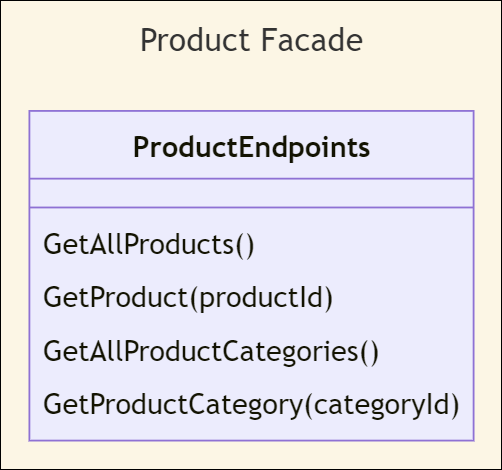 Product Facade
ProductEndpoints
GetAllProducts()
GetProduct(productId)
GetAllProductCategories()
GetProductCategory(categoryId)